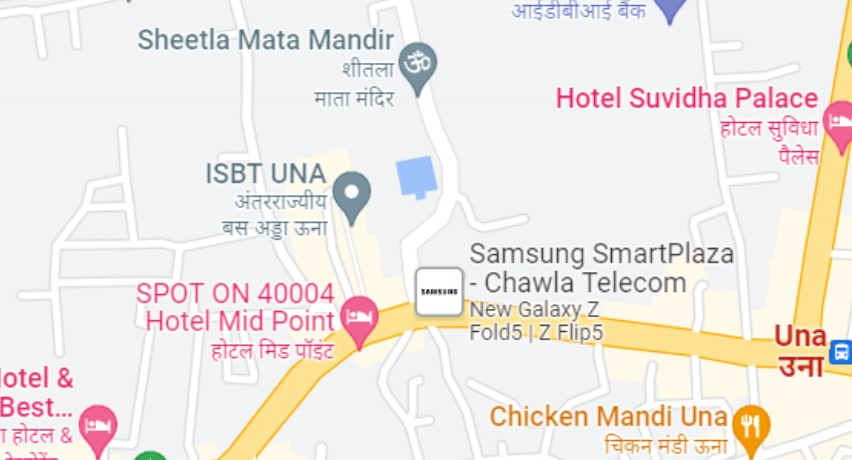 आईडीबीआई बैंक
Sheetla Mata Mandir
शीतला
माता मंदिर
Hotel Suvidha Palace
होटल सुविधा
पैलेस
ISBT UNA
अंतरराज्यीय
बस अड्डा ऊना
Samsung SmartPlaza
- Chawla Telecom
New Galaxy Z
Fold5 | Z Flip5
SAMSUNG
SPOT ON 40004
Hotel Mid Point
होटल मिड पॉइंट
Una
उना
Hotel &
Best...
होटल &
Chicken Mandi Una
चिकन मंडी ऊना